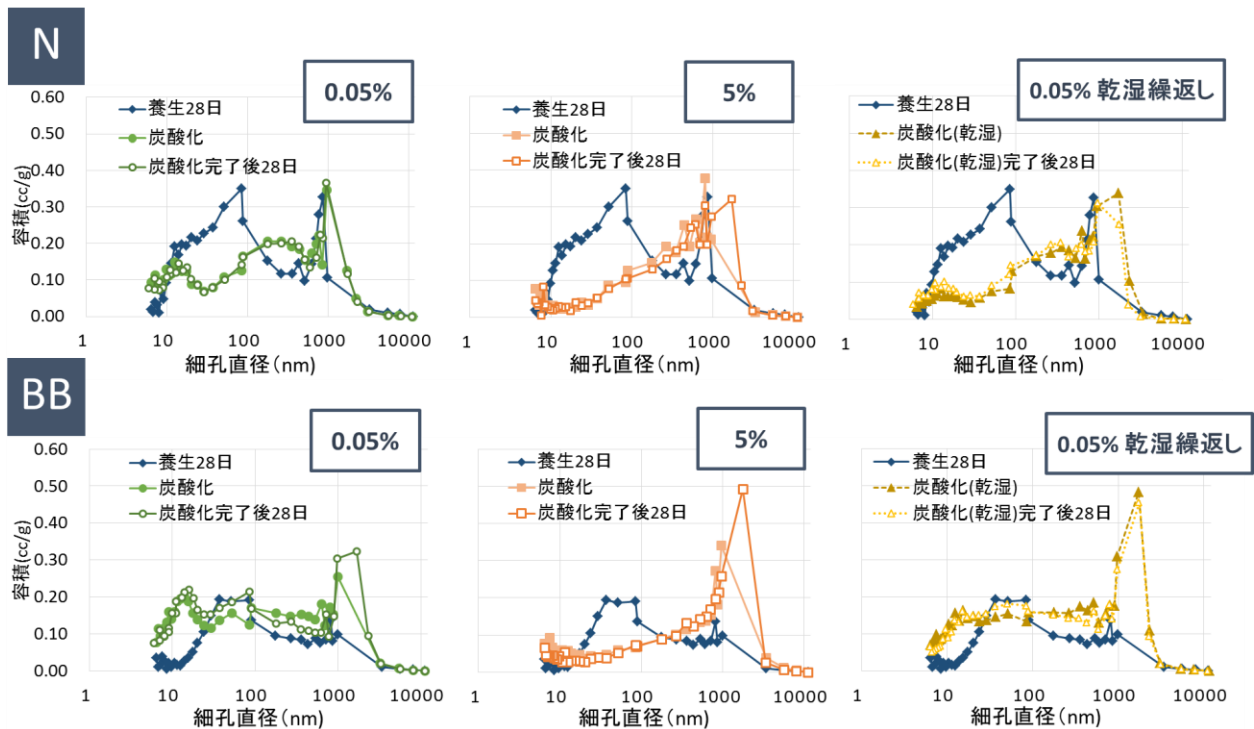 N
0.05%
5%
0.05% 乾湿繰返し
容積(cc/g)
0.60
0.50
0.40
0.30
0.20
0.10
0.00
養生28日
炭酸化
炭酸化完了後28日
養生28日
炭酸化
炭酸化完了後28日
養生28日
炭酸化(乾湿)
炭酸化(乾湿)完了後28日
1 10 100 1000 10000
1 10 100 1000 10000
1 10 100 1000 10000
細孔直径(nm)
細孔直径(nm)
細孔直径(nm)
BB
0.05%
5%
0.05% 乾湿繰返し
容積(cc/g)
0.60
0.50
0.40
0.30
0.20
0.10
0.00
養生28日
炭酸化
炭酸化完了後28日
養生28日
炭酸化
炭酸化完了後28日
養生28日
炭酸化(乾湿)
炭酸化(乾湿)完了後28日
1 10 100 1000 10000
1 10 100 1000 10000
1 10 100 1000 10000
細孔直径(nm)
細孔直径(nm)
細孔直径(nm)